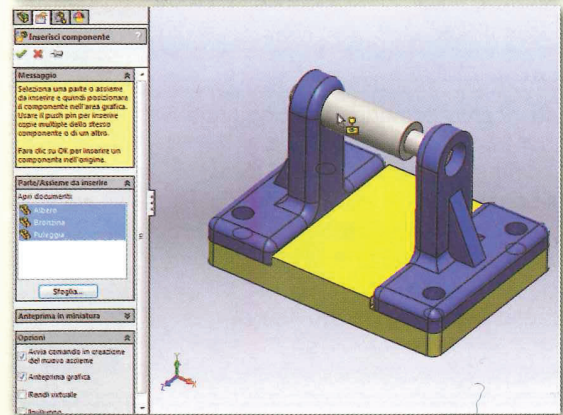 Inserisci componente
?
Messaggio
Seleziona una parte o assieme
da inserire e quindi posizionare
il componente nell'area grafica.
Usare il push pin per inserire
copie multiple dello stesso
componente o di un altro.
Fare clic su OK per inserire un
componente nell'origine.
Parte/Assieme da inserire
Apri documenti:
Albero
Bronzina
Puleggia
Sfoglia...
Anteprima in miniatura
Opzioni
Avvia comando in creazione
del nuovo assieme
Anteprima grafica
Rendi virtuale
Inviluppo
Y
X
Z